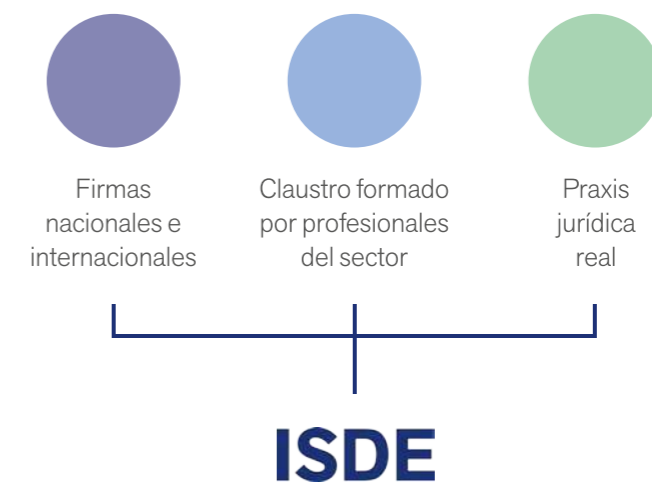 Firmas
nacionales e
internacionales
Claustro formado
por profesionales
del sector
Praxis
jurídica
real
ISDE